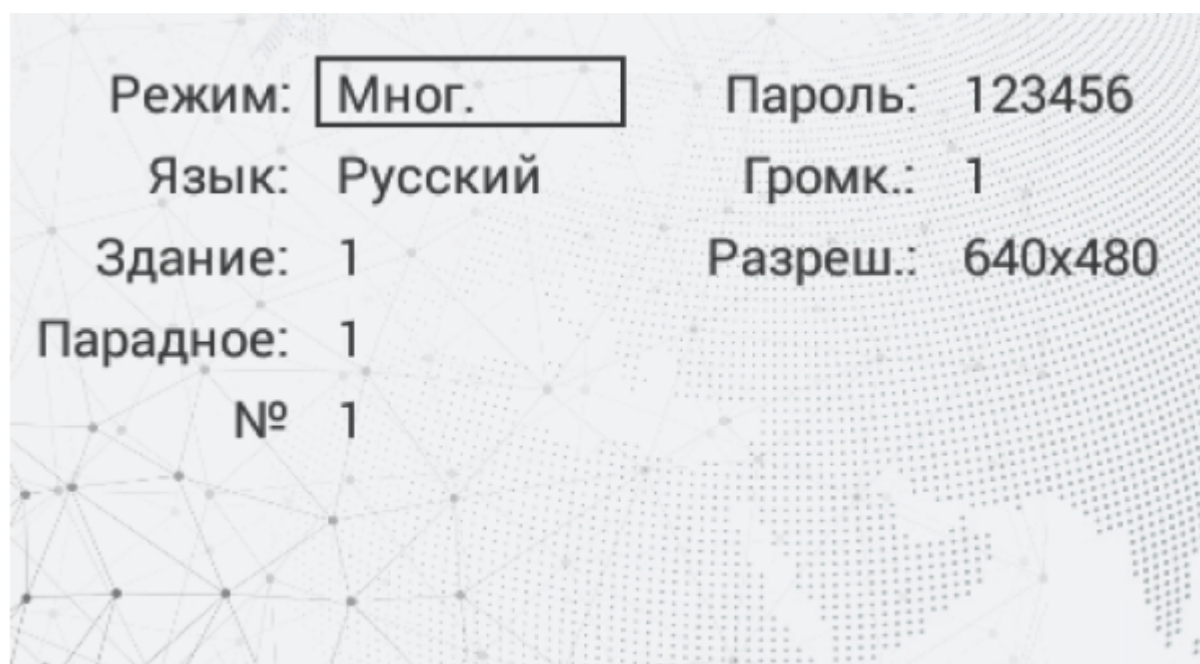 Режим: Мног.
Язык: Русский
Здание: 1
Парадное: 1
№ 1
Пароль: 123456
Громк.: 1
Разреш.: 640x480